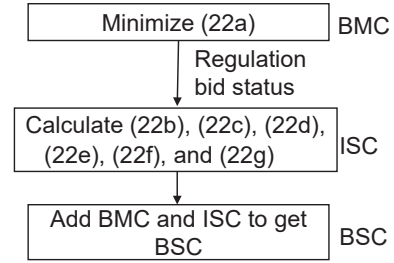 Minimize (22a)
BMC
Regulation
bid status
Calculate (22b), (22c), (22d),
(22e), (22f), and (22g)
ISC
Add BMC and ISC to get
BSC
BSC